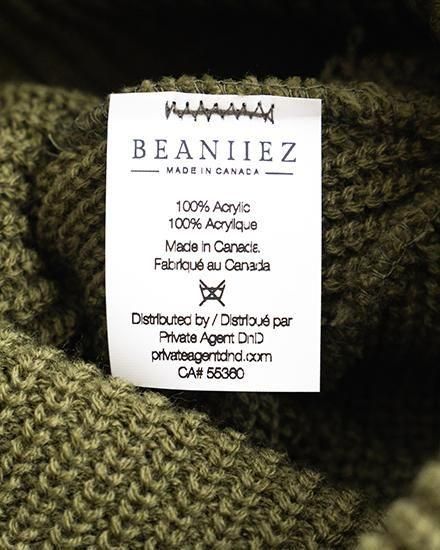 BEANIIEZ
MADE IN CANADA
100% Acrylic
100% Acrylique
Made in Canada.
Fabriqué au Canada
Distributed by / Distribué par
Private Agent DnD
privateagentdnd.com
CA# 55360